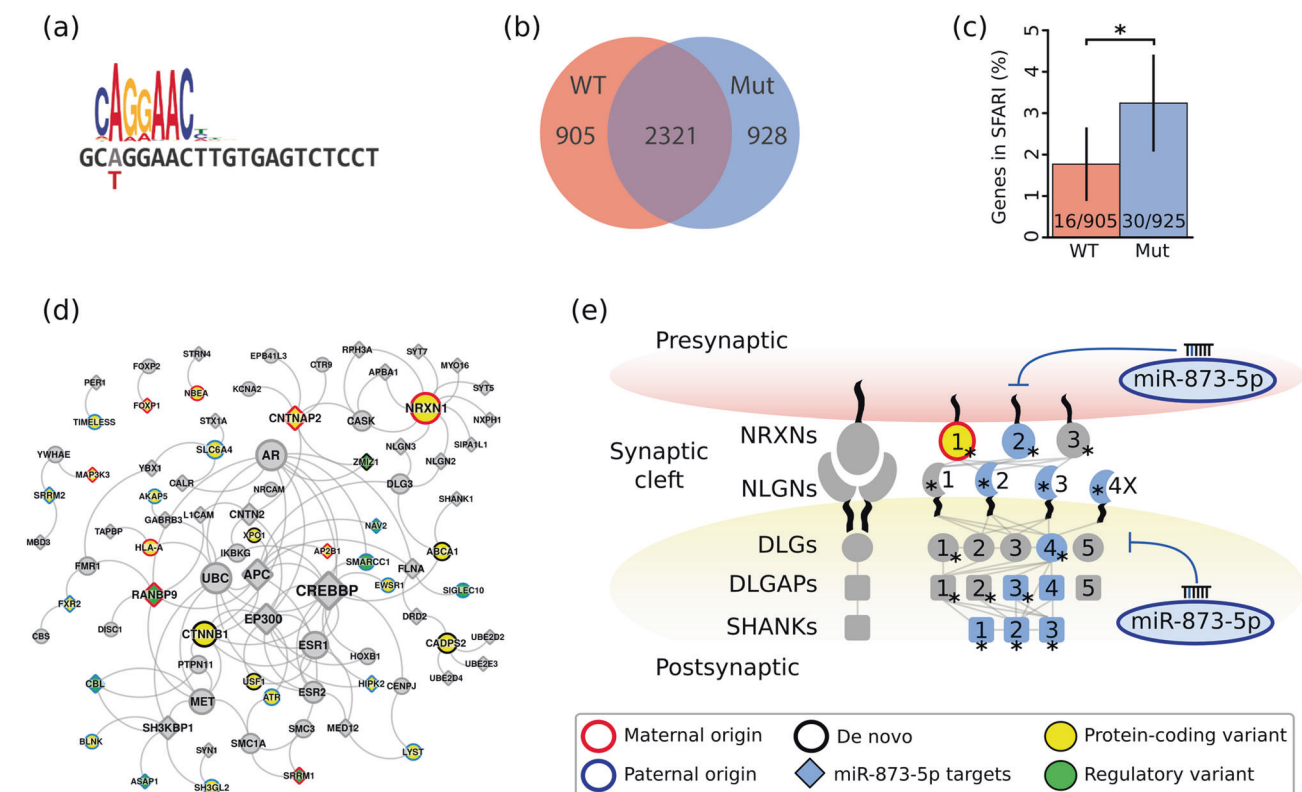 (a)
CAGGAAC
GCAGGAACTTGTGAGTCTCCT
T
(b)
WT
Mut
905
2321
928
(c)
Genes in SFARI (%)
5
4
3
2
1
0
*
16/905
30/925
WT
Mut
(d)
STRN4
FOXP2
EPB41L3
CTR9
RPH3A
SYT7
MYO16
PER1
NBEA
KCNA2
APBA1
SYT5
FOXP1
CNTNAP2
CASK
NRXN1
NXPH1
TIMELESS
STX1A
SLC6A4
NLGN3
SIPA1L1
YWHAE
AR
ZMIZ1
NLGN2
MAP3K3
YBX1
CALR
NRCAM
DLG3
SRRM2
AKAP5
L1CAM
SHANK1
GABRB3
CNTN2
NAV2
TAPBP
XPO1
MBD3
HLA-A
IKBKG
AP2B1
ABCA1
FMR1
SMARCC1
FLNA
UBC
APC
EWSR1
SIGLEC10
RANBP9
CREBBP
FXR2
EP300
DRD2
DISC1
CBS
CTNNB1
ESR1
CADPS2
UBE2D2
HOXB1
UBE2E3
PTPN11
UBE2D4
CBL
USF1
HIPK2
CENPJ
MET
ATR
ESR2
SH3KBP1
SMC3
MED12
BLNK
SYN1
SMC1A
LYST
ASAP1
SH3GL2
SRRM1
(e)
Presynaptic
miR-873-5p
NRXNs
1
*
2
*
3
*
Synaptic
cleft
NLGNs
*
1
*
2
*
3
*
4X
DLGs
1
*
2
3
4
*
5
DLGAPs
1
*
2
*
3
*
4
5
miR-873-5p
SHANKs
1
*
2
*
3
*
Postsynaptic
Maternal origin
De novo
Protein-coding variant
Paternal origin
miR-873-5p targets
Regulatory variant